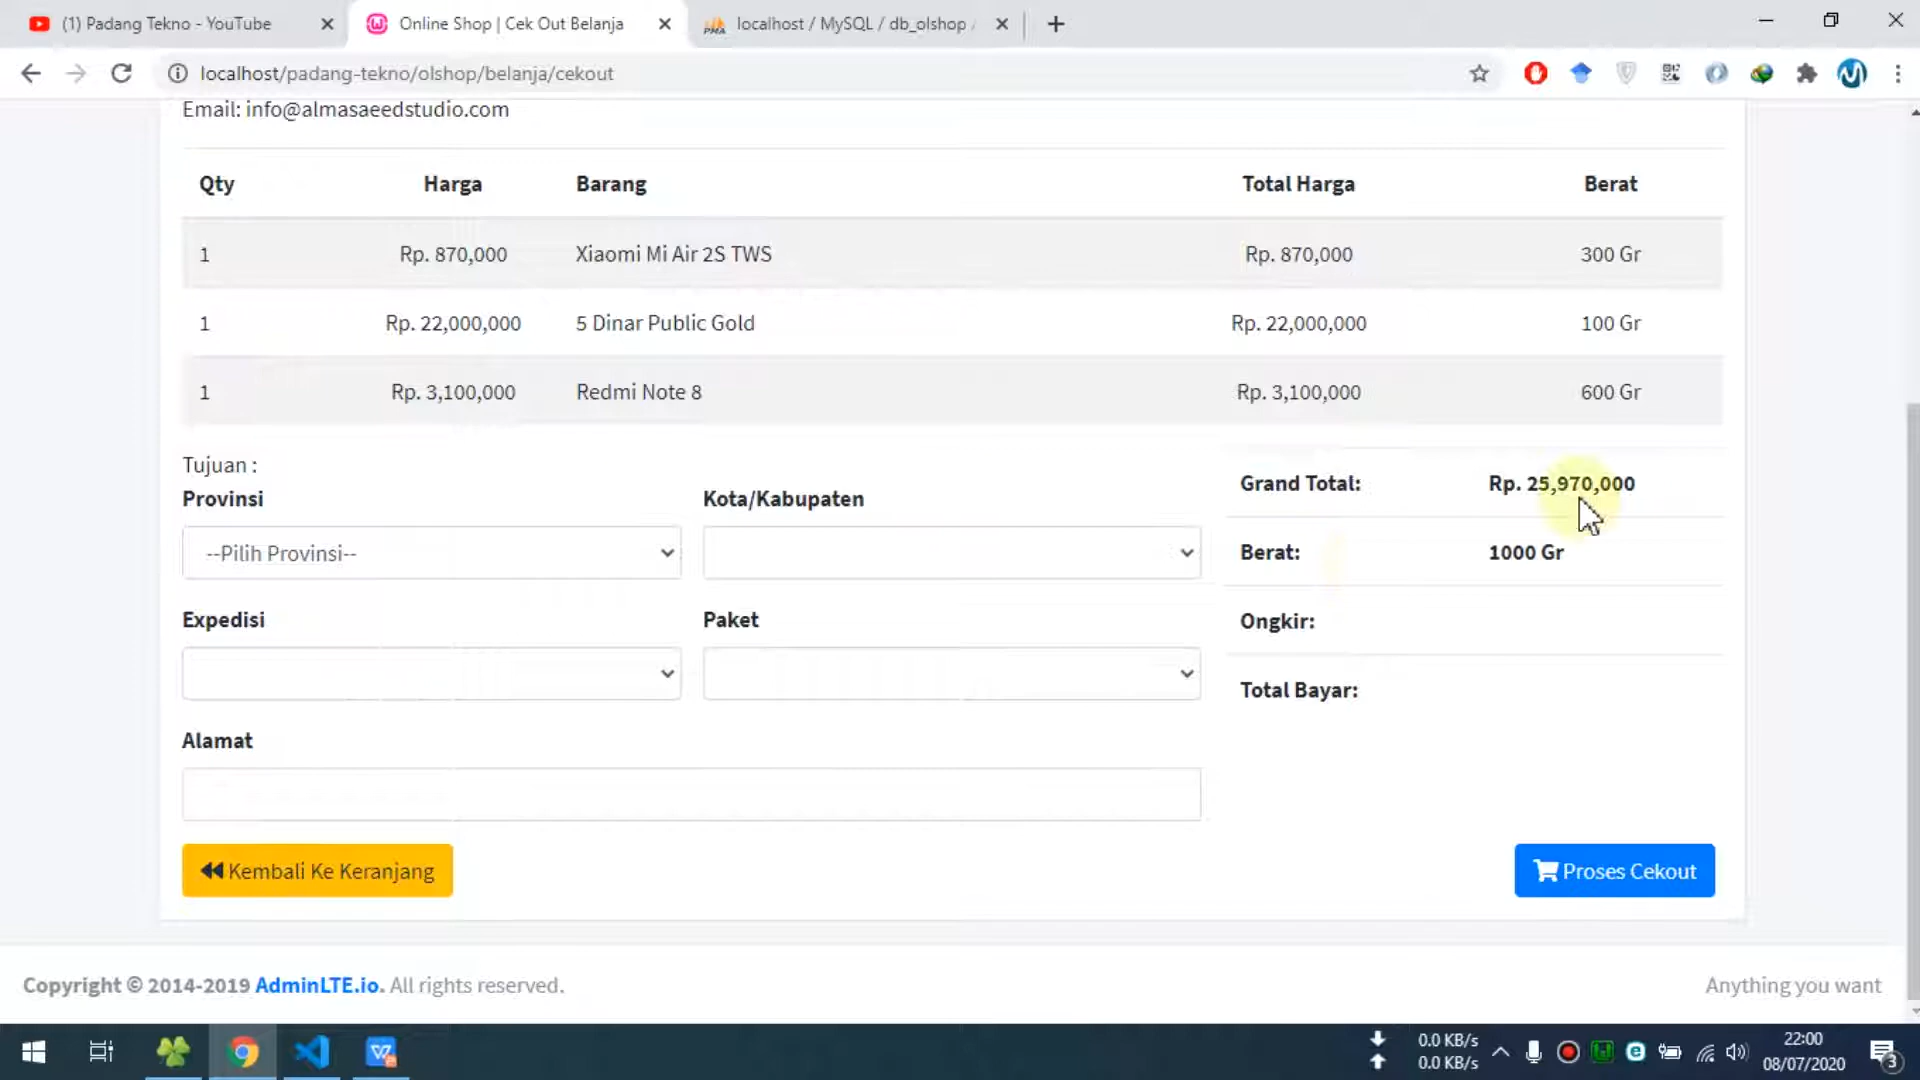 (1) Padang Tekno - YouTube
Online Shop | Cek Out Belanja
localhost / MySQL / db_olshop /
localhost/padang-tekno/olshop/belanja/cekout
Email: info@almasaeedstudio.com
Qty Harga Barang Total Harga Berat
1 Rp. 870,000 Xiaomi Mi Air 2S TWS Rp. 870,000 300 Gr
1 Rp. 22,000,000 5 Dinar Public Gold Rp. 22,000,000 100 Gr
1 Rp. 3,100,000 Redmi Note 8 Rp. 3,100,000 600 Gr
Tujuan :
Provinsi Kota/Kabupaten
--Pilih Provinsi--
Expedisi Paket
Alamat
Grand Total: Rp. 25,970,000
Berat: 1000 Gr
Ongkir:
Total Bayar:
Kembali Ke Keranjang
Proses Cekout
Copyright © 2014-2019 AdminLTE.io. All rights reserved.
Anything you want
0.0 KB/s
0.0 KB/s
22:00
08/07/2020
3